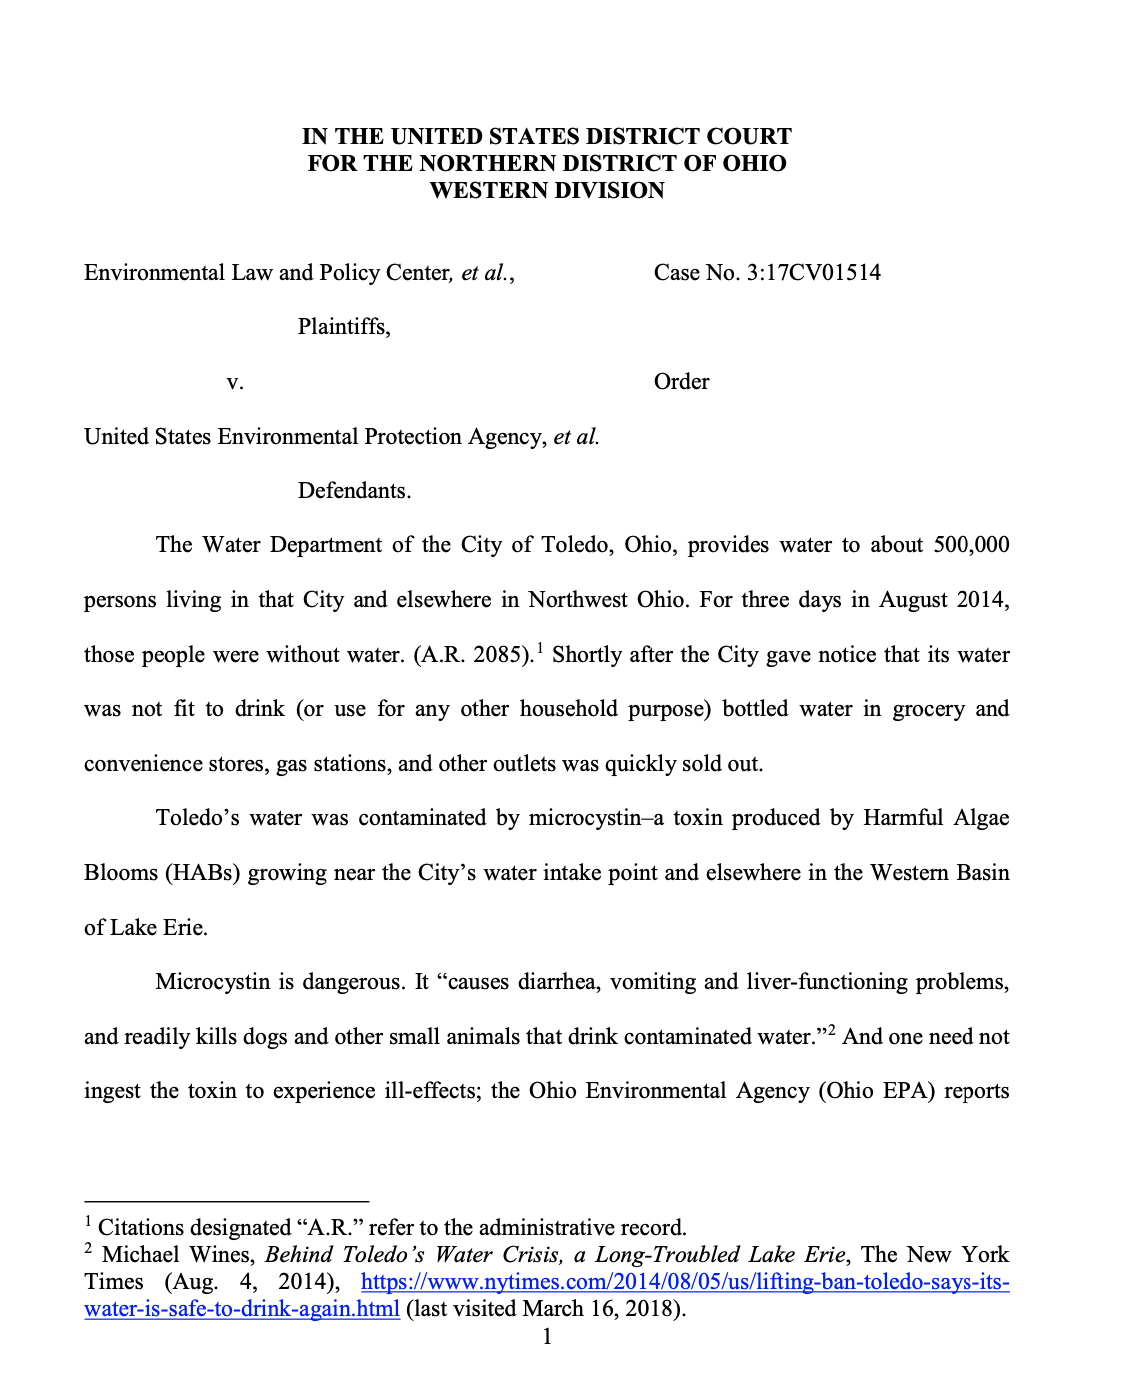 IN THE UNITED STATES DISTRICT COURT
FOR THE NORTHERN DISTRICT OF OHIO
WESTERN DIVISION
Environmental Law and Policy Center, et al.,
Case No. 3:17CV01514
Plaintiffs,
v.
Order
United States Environmental Protection Agency, et al.
Defendants.
The Water Department of the City of Toledo, Ohio, provides water to about 500,000
persons living in that City and elsewhere in Northwest Ohio. For three days in August 2014,
those people were without water. (A.R. 2085).1 Shortly after the City gave notice that its water
was not fit to drink (or use for any other household purpose) bottled water in grocery and
convenience stores, gas stations, and other outlets was quickly sold out.
Toledo’s water was contaminated by microcystin–a toxin produced by Harmful Algae
Blooms (HABs) growing near the City’s water intake point and elsewhere in the Western Basin
of Lake Erie.
Microcystin is dangerous. It “causes diarrhea, vomiting and liver-functioning problems,
and readily kills dogs and other small animals that drink contaminated water.”2 And one need not
ingest the toxin to experience ill-effects; the Ohio Environmental Agency (Ohio EPA) reports
1 Citations designated “A.R.” refer to the administrative record.
2 Michael Wines, Behind Toledo’s Water Crisis, a Long-Troubled Lake Erie, The New York
Times (Aug. 4, 2014), https://www.nytimes.com/2014/08/05/us/lifting-ban-toledo-says-its-
water-is-safe-to-drink-again.html (last visited March 16, 2018).
1